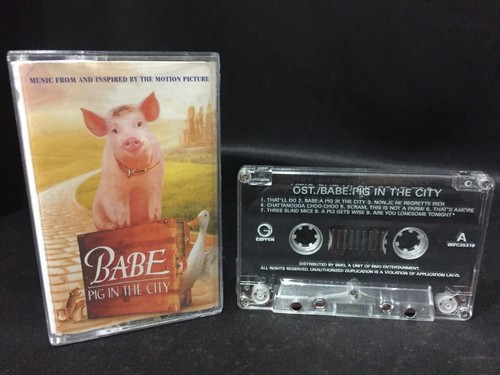 MUSIC FROM AND INSPIRED BY THE MOTION PICTURE
BABE
PIG IN THE CITY
OST./BABE:PIG IN THE CITY
1. THAT'LL DO 2. BABE:A PIG IN THE CITY 3. NON,JE NE REGRETTE RIEN
4. CHATTANOOGA CHOO-CHOO 5. SCRAM, THIS IS NOT A FARM! 6. THAT'S AMORE
7. THREE BLIND MICE 8. A PIG GETS WISE 9. ARE YOU LONESOME TONIGHT*
G
GEFFEN
A
DISTRIBUTED BY BMG, A UNIT OF BMG ENTERTAINMENT.
ALL RIGHTS RESERVED. UNAUTHORIZED DUPLICATION IS A VIOLATION OF APPLICATION LAWS.